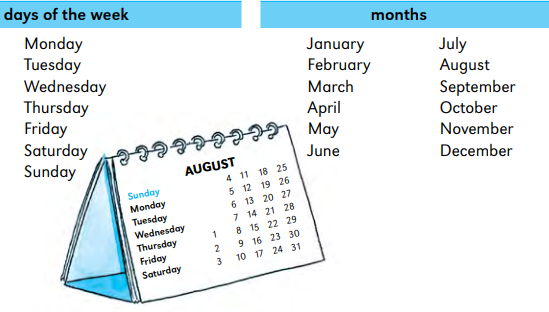 days of the week
Monday
Tuesday
Wednesday
Thursday
Friday
Saturday
Sunday
months
January
February
March
April
May
June
July
August
September
October
November
December
AUGUST
Sunday 4 11 18 25
Monday 5 12 19 26
Tuesday 6 13 20 27
Wednesday 7 14 21 28
Thursday 1 8 15 22 29
Friday 2 9 16 23 30
Saturday 3 10 17 24 31